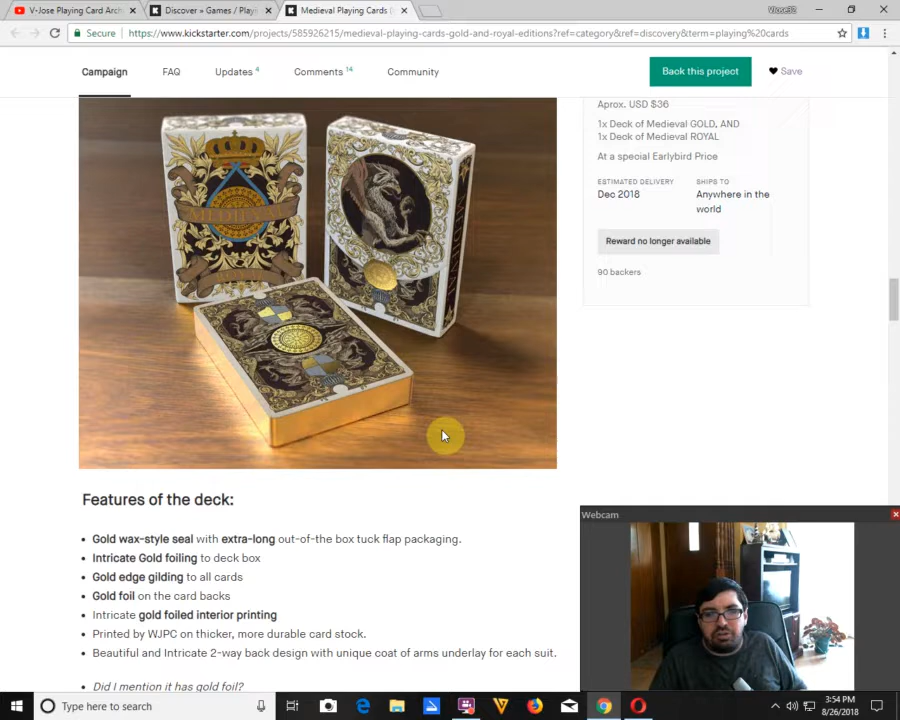 V-Jose Playing Card Arch
Discover » Games / Playi
Medieval Playing Cards (
VJose32
Secure
https://www.kickstarter.com/projects/585926215/medieval-playing-cards-gold-and-royal-editions?ref=category&ref=discovery&term=playing%20cards
Campaign
FAQ
Updates 4
Comments 14
Community
Back this project
Save
Aprox. USD $36
1x Deck of Medieval GOLD, AND
1x Deck of Medieval ROYAL
At a special Earlybird Price
ESTIMATED DELIVERY
SHIPS TO
Dec 2018
Anywhere in the
world
Reward no longer available
90 backers
MEDIEVAL
Features of the deck:
Gold wax-style seal with extra-long out-of-the box tuck flap packaging.
Intricate Gold foiling to deck box
Gold edge gilding to all cards
Gold foil on the card backs
Intricate gold foiled interior printing
Printed by WJPC on thicker, more durable card stock.
Beautiful and Intricate 2-way back design with unique coat of arms underlay for each suit.
Did I mention it has gold foil?
Webcam
Type here to search
3:54 PM
8/26/2018